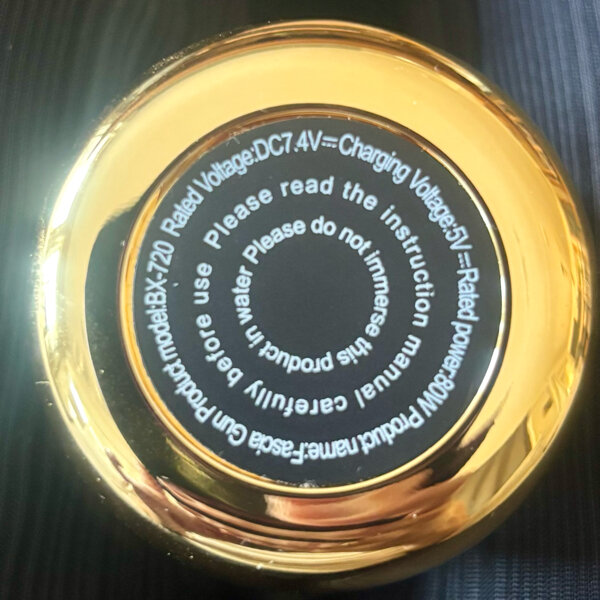 Product name:Fascia Gun Product model:BX-720 Rated Voltage:DC7.4V⎓Charging Voltage:5V⎓Rated power:80W
Please read the instruction manual carefully before use
Please do not immerse this product in water